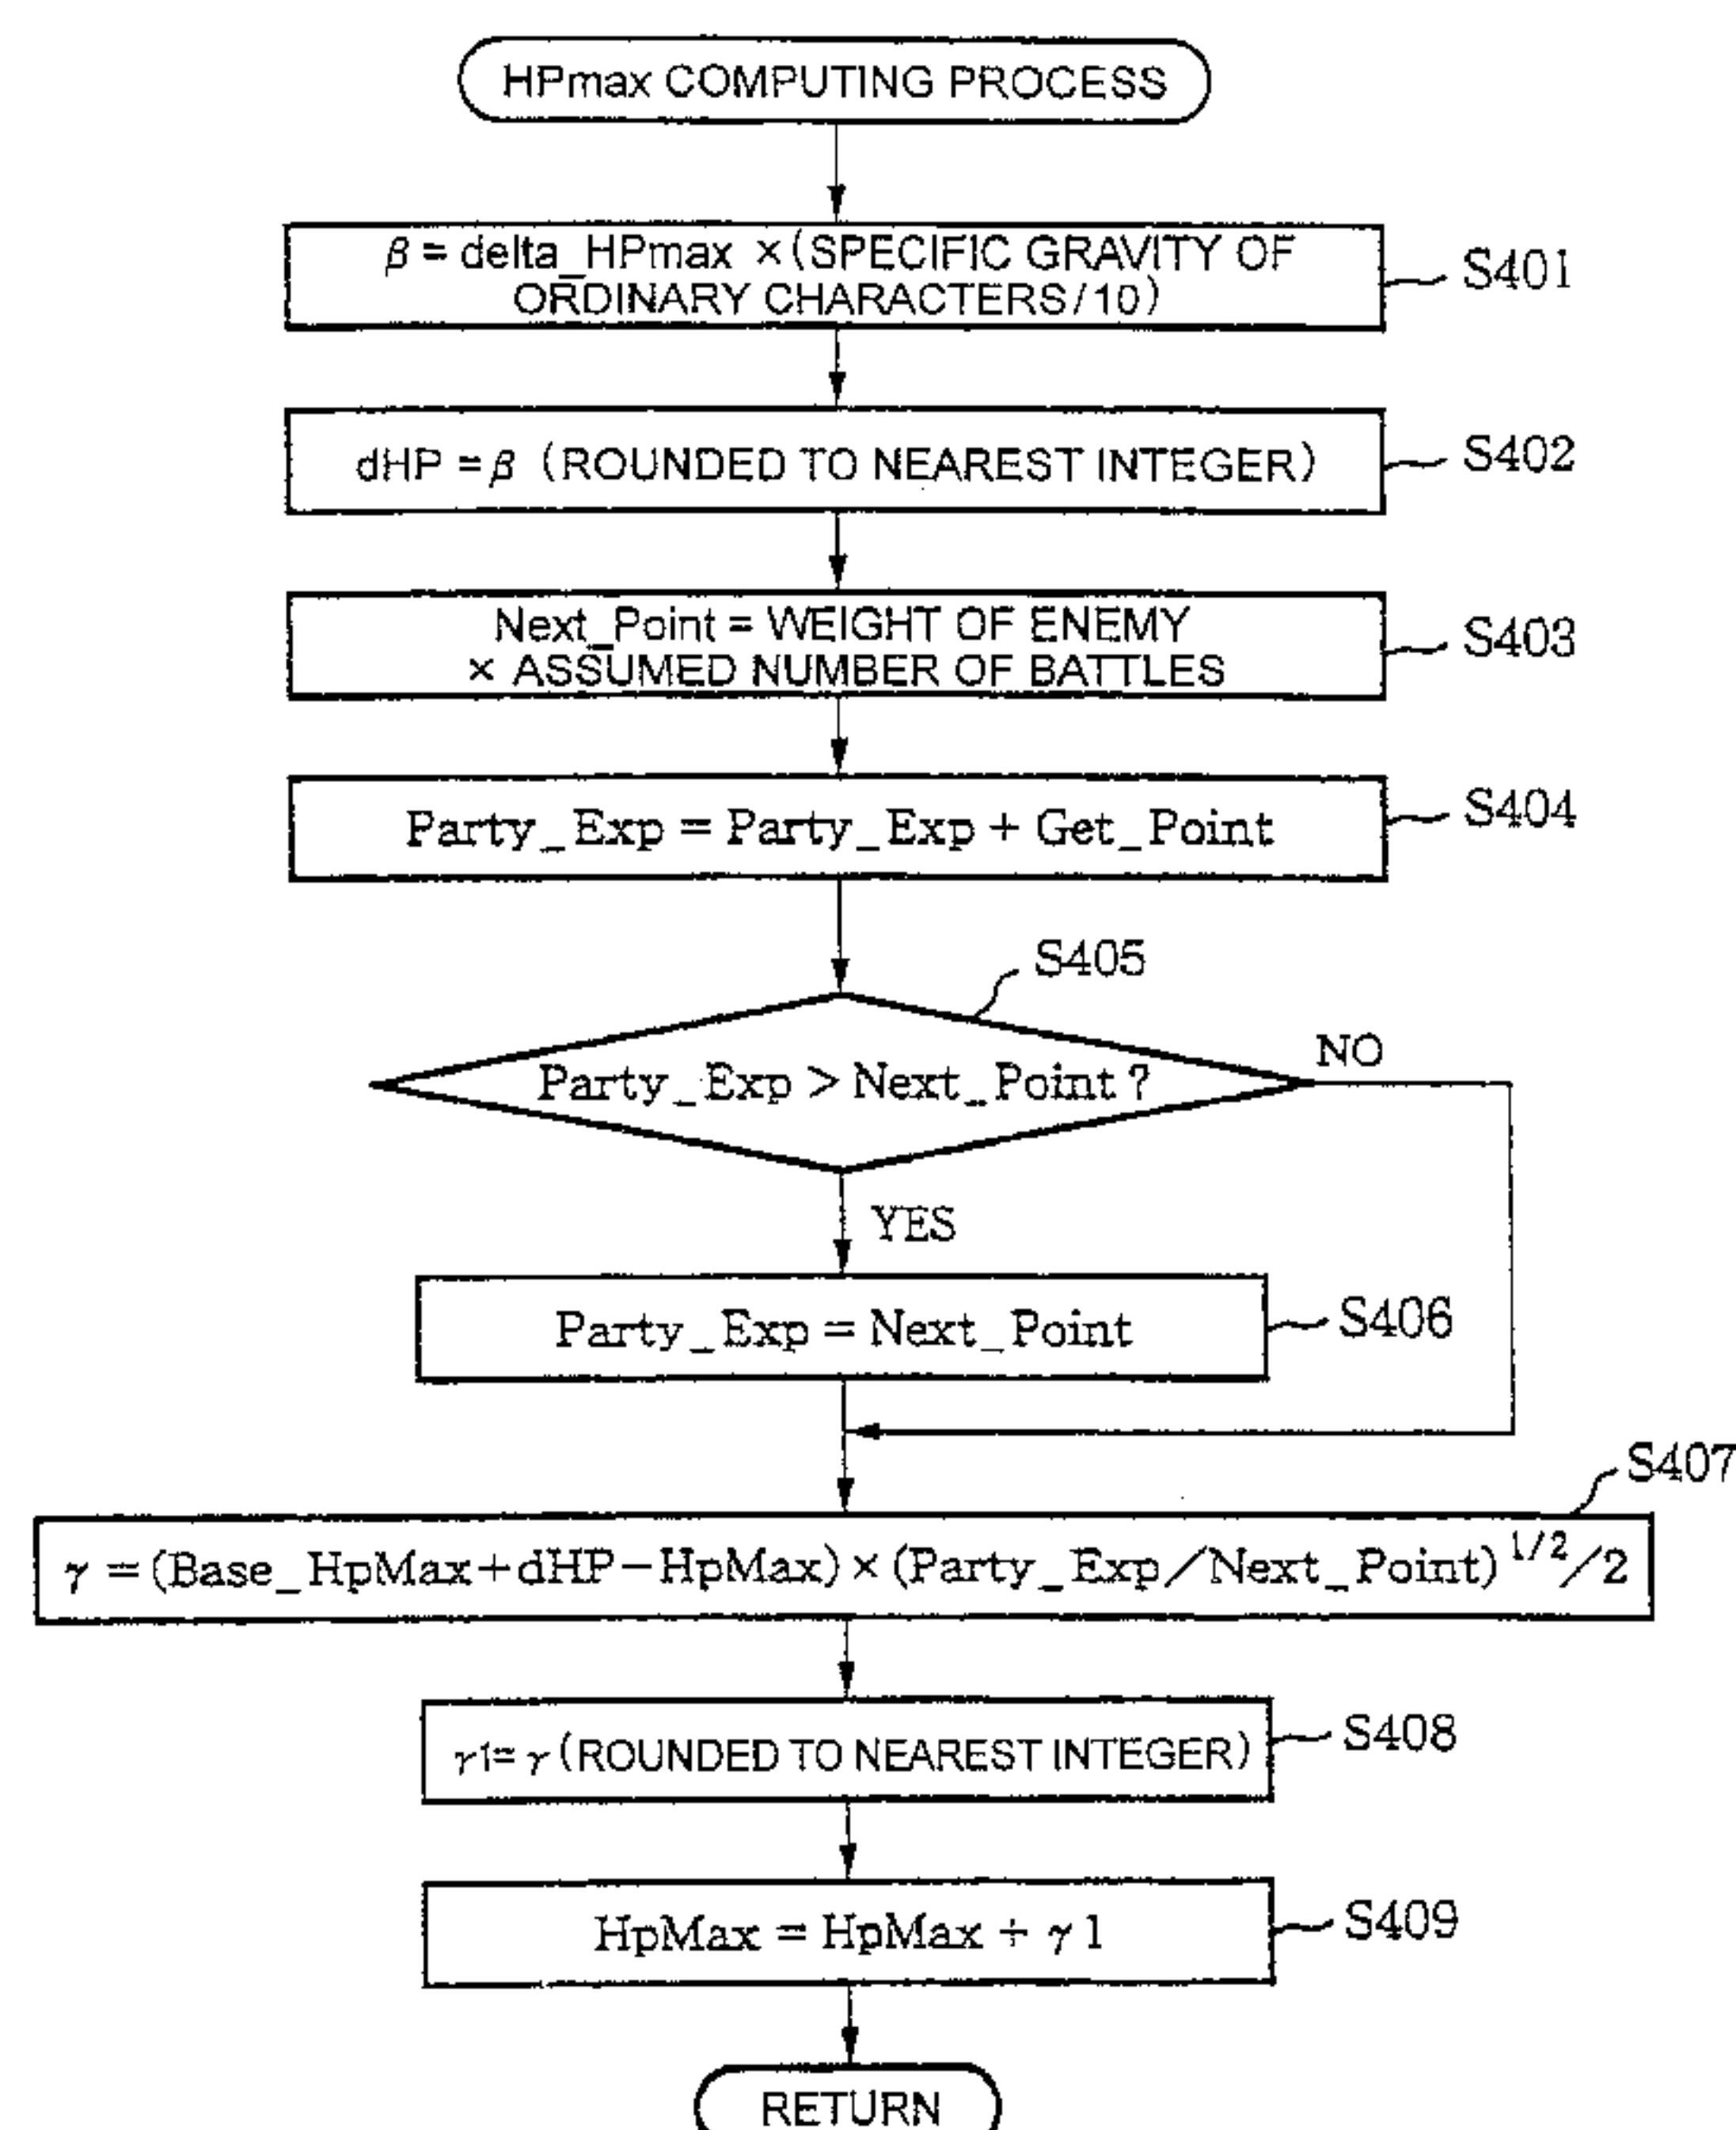 HPmax COMPUTING PROCESS
β = delta_HPmax × (SPECIFIC GRAVITY OF
ORDINARY CHARACTERS/10)
S401
dHP = β (ROUNDED TO NEAREST INTEGER)
S402
Next_Point = WEIGHT OF ENEMY
× ASSUMED NUMBER OF BATTLES
S403
Party_Exp = Party_Exp + Get_Point
S404
S405
Party_Exp > Next_Point?
NO
YES
Party_Exp = Next_Point
S406
S407
γ = (Base_HpMax+dHP−HpMax) × (Party_Exp/Next_Point)^1/2/2
γ1= γ (ROUNDED TO NEAREST INTEGER)
S408
HpMax = HpMax + γ1
S409
RETURN